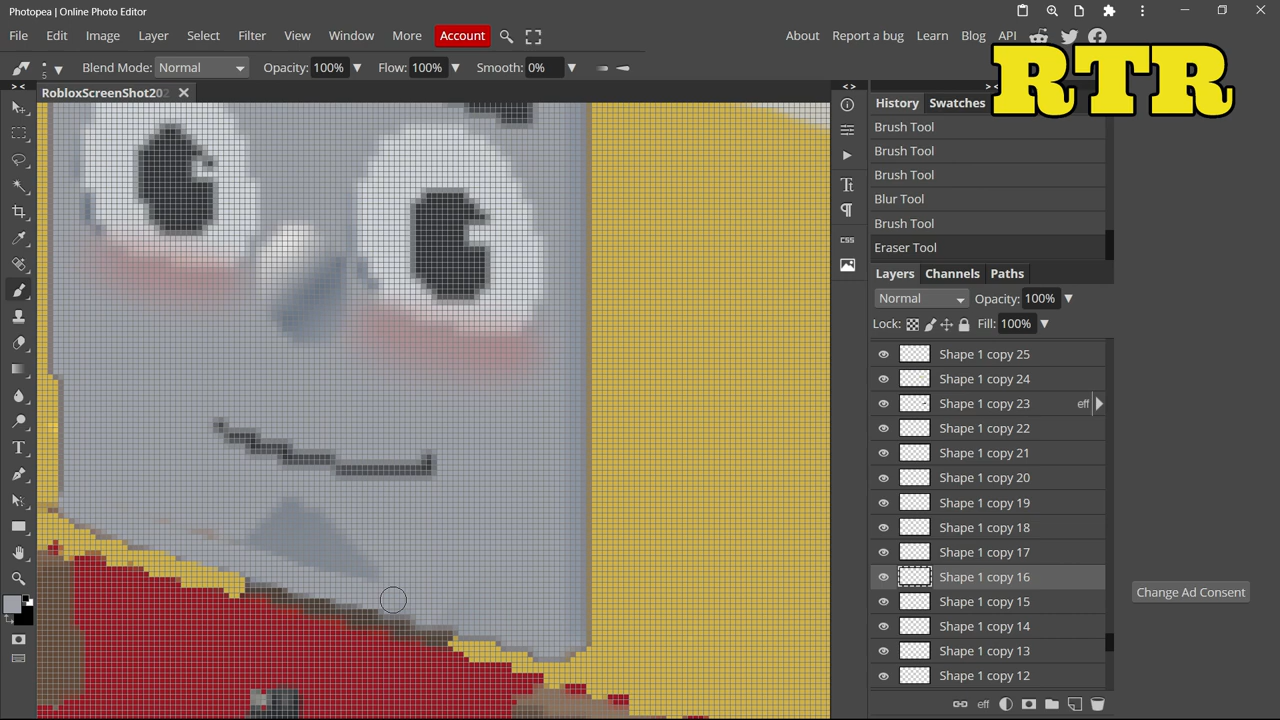 Photopea | Online Photo Editor
File Edit Image Layer Select Filter View Window More Account About Report a bug Learn Blog API
5 Blend Mode: Normal Opacity: 100% Flow: 100% Smooth: 0%
RTR
RobloxScreenShot202
History Swatches
Brush Tool
Brush Tool
Brush Tool
Blur Tool
Brush Tool
Eraser Tool
CSS
Layers Channels Paths
Normal Opacity: 100%
Lock: Fill: 100%
Shape 1 copy 25
Shape 1 copy 24
Shape 1 copy 23 eff
Shape 1 copy 22
Shape 1 copy 21
Shape 1 copy 20
Shape 1 copy 19
Shape 1 copy 18
Shape 1 copy 17
Shape 1 copy 16
Shape 1 copy 15
Shape 1 copy 14
Shape 1 copy 13
Shape 1 copy 12
eff
Change Ad Consent